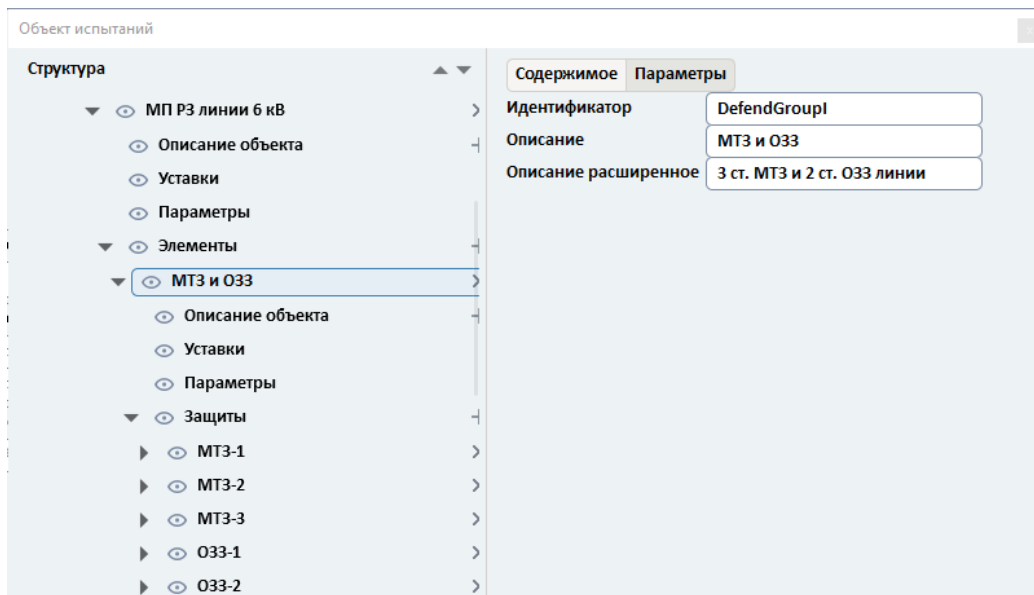 Объект испытаний
Структура
МП РЗ линии 6 кВ
Описание объекта
Уставки
Параметры
Элементы
МТЗ и ОЗЗ
Описание объекта
Уставки
Параметры
Защиты
МТЗ-1
МТЗ-2
МТЗ-3
ОЗЗ-1
ОЗЗ-2
Содержимое Параметры
Идентификатор DefendGroupI
Описание МТЗ и ОЗЗ
Описание расширенное 3 ст. МТЗ и 2 ст. ОЗЗ линии